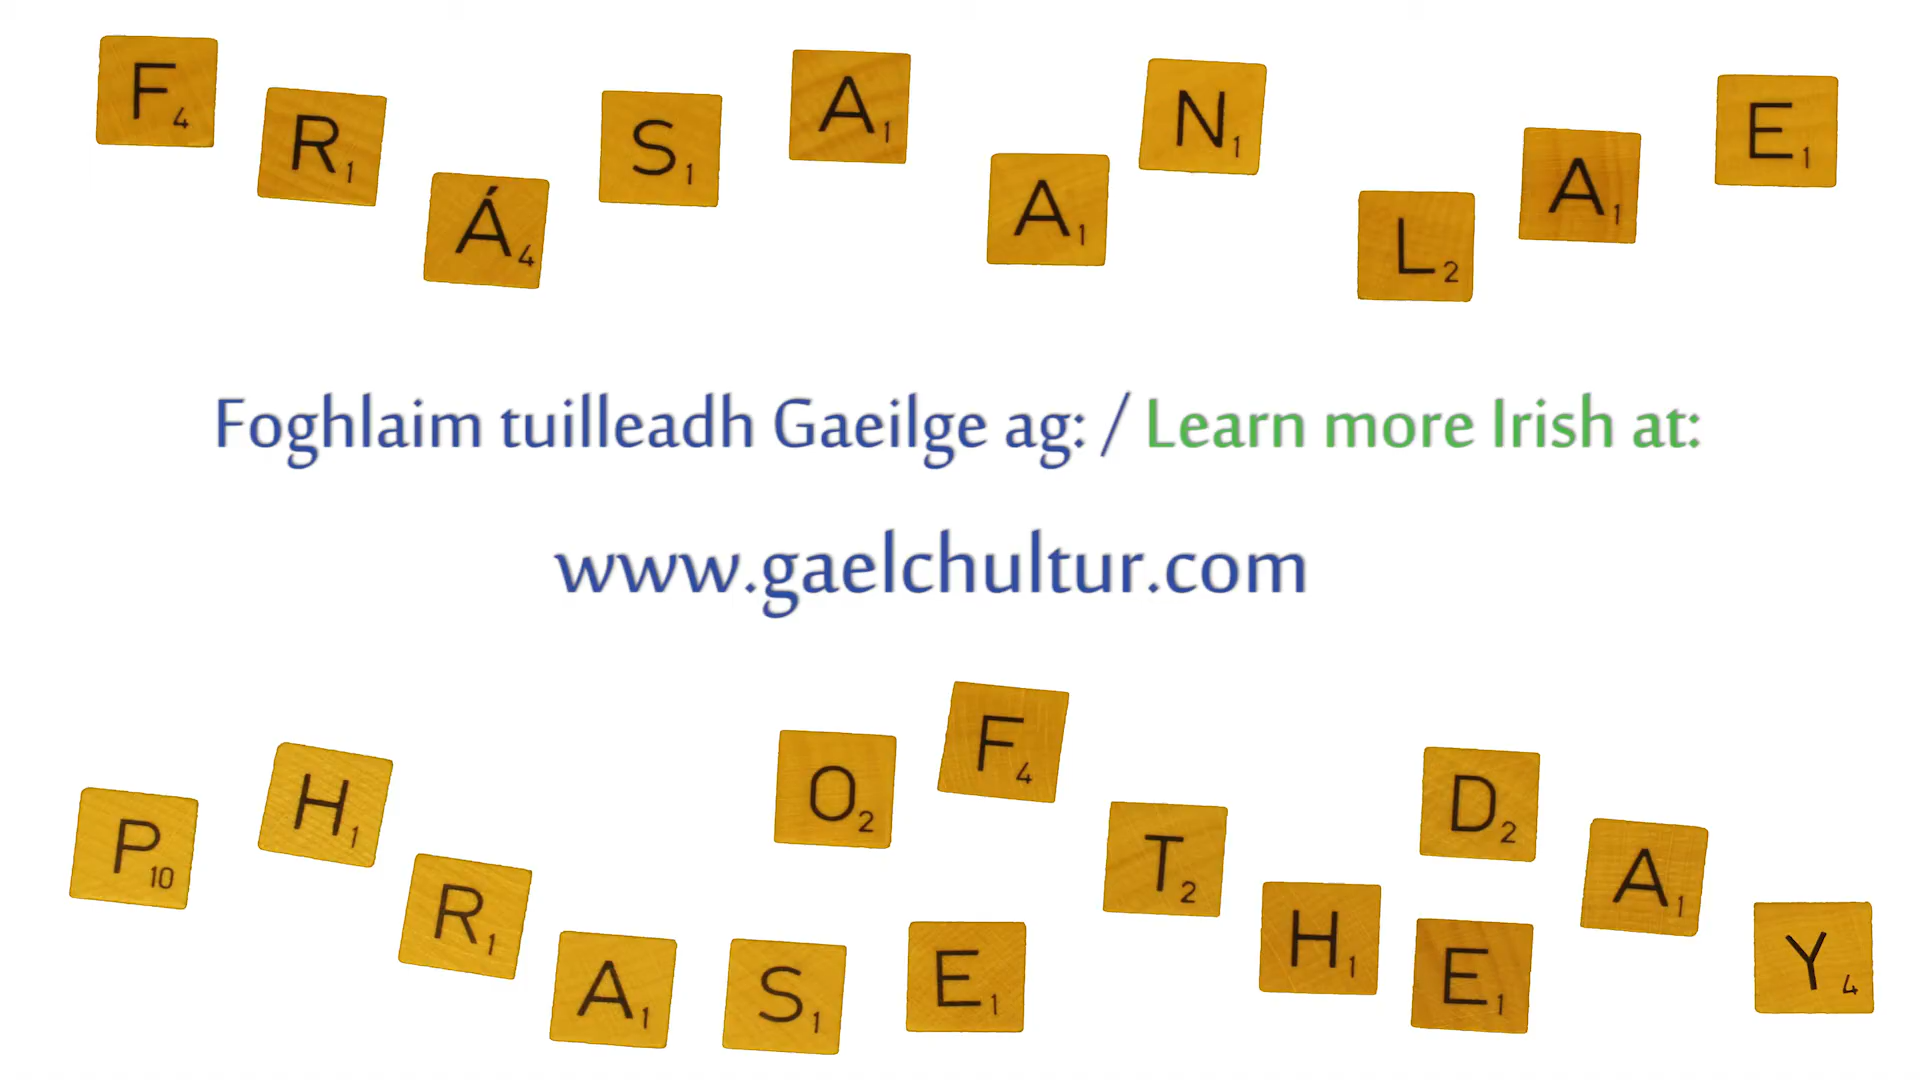 FRÁSA AN LAE
Foghlaim tuilleadh Gaeilge ag: / Learn more Irish at:
www.gaelchultur.com
PHRASE OF THE DAY